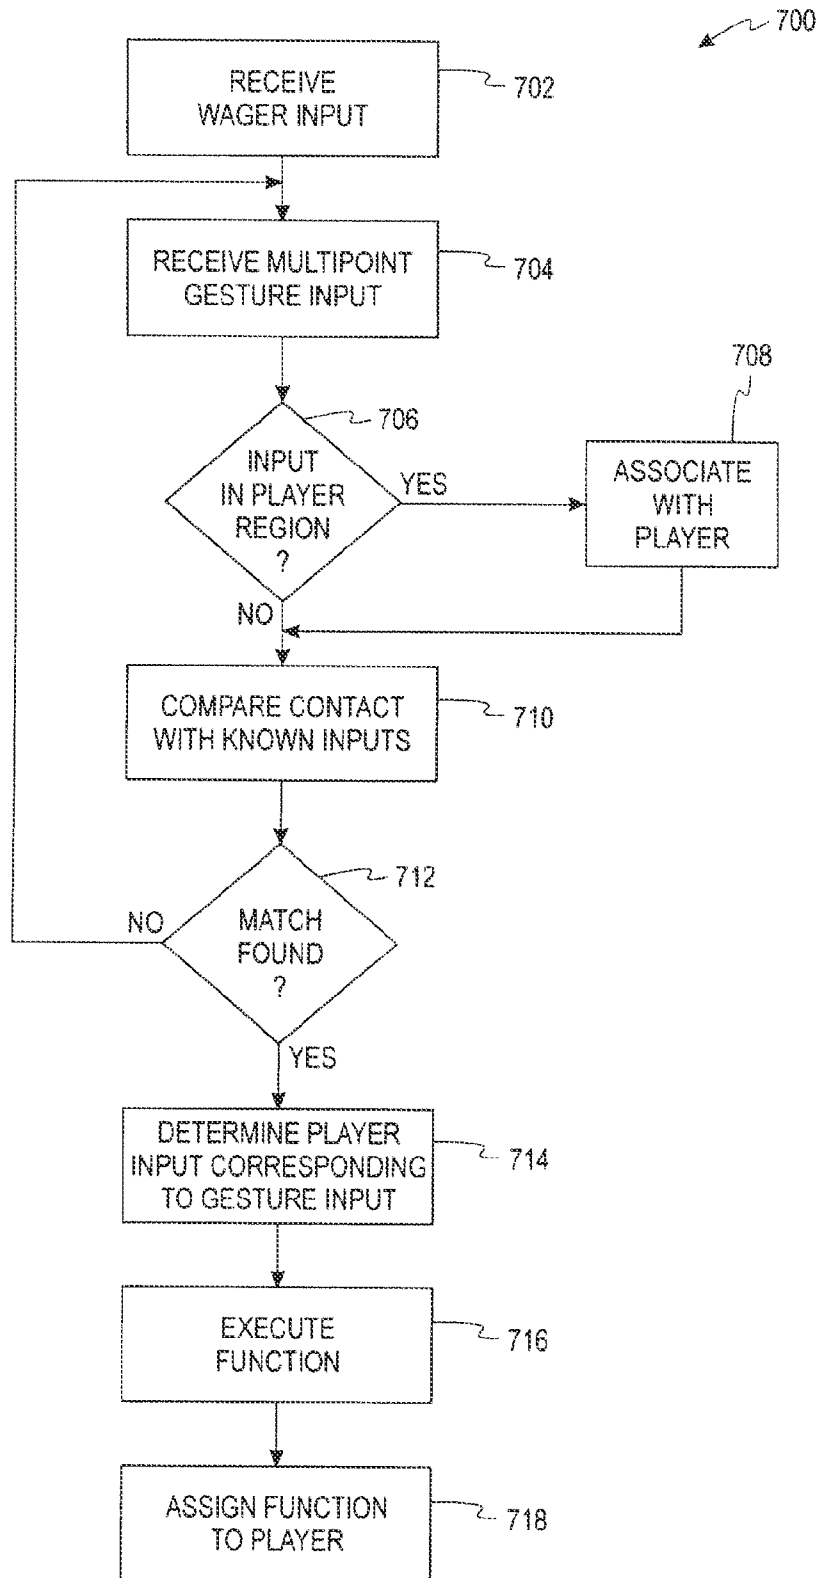 700
RECEIVE
WAGER INPUT
702
RECEIVE MULTIPOINT
GESTURE INPUT
704
706
INPUT
IN PLAYER
REGION
?
YES
NO
708
ASSOCIATE
WITH
PLAYER
COMPARE CONTACT
WITH KNOWN INPUTS
710
712
MATCH
FOUND
?
NO
YES
DETERMINE PLAYER
INPUT CORRESPONDING
TO GESTURE INPUT
714
EXECUTE
FUNCTION
716
ASSIGN FUNCTION
TO PLAYER
718